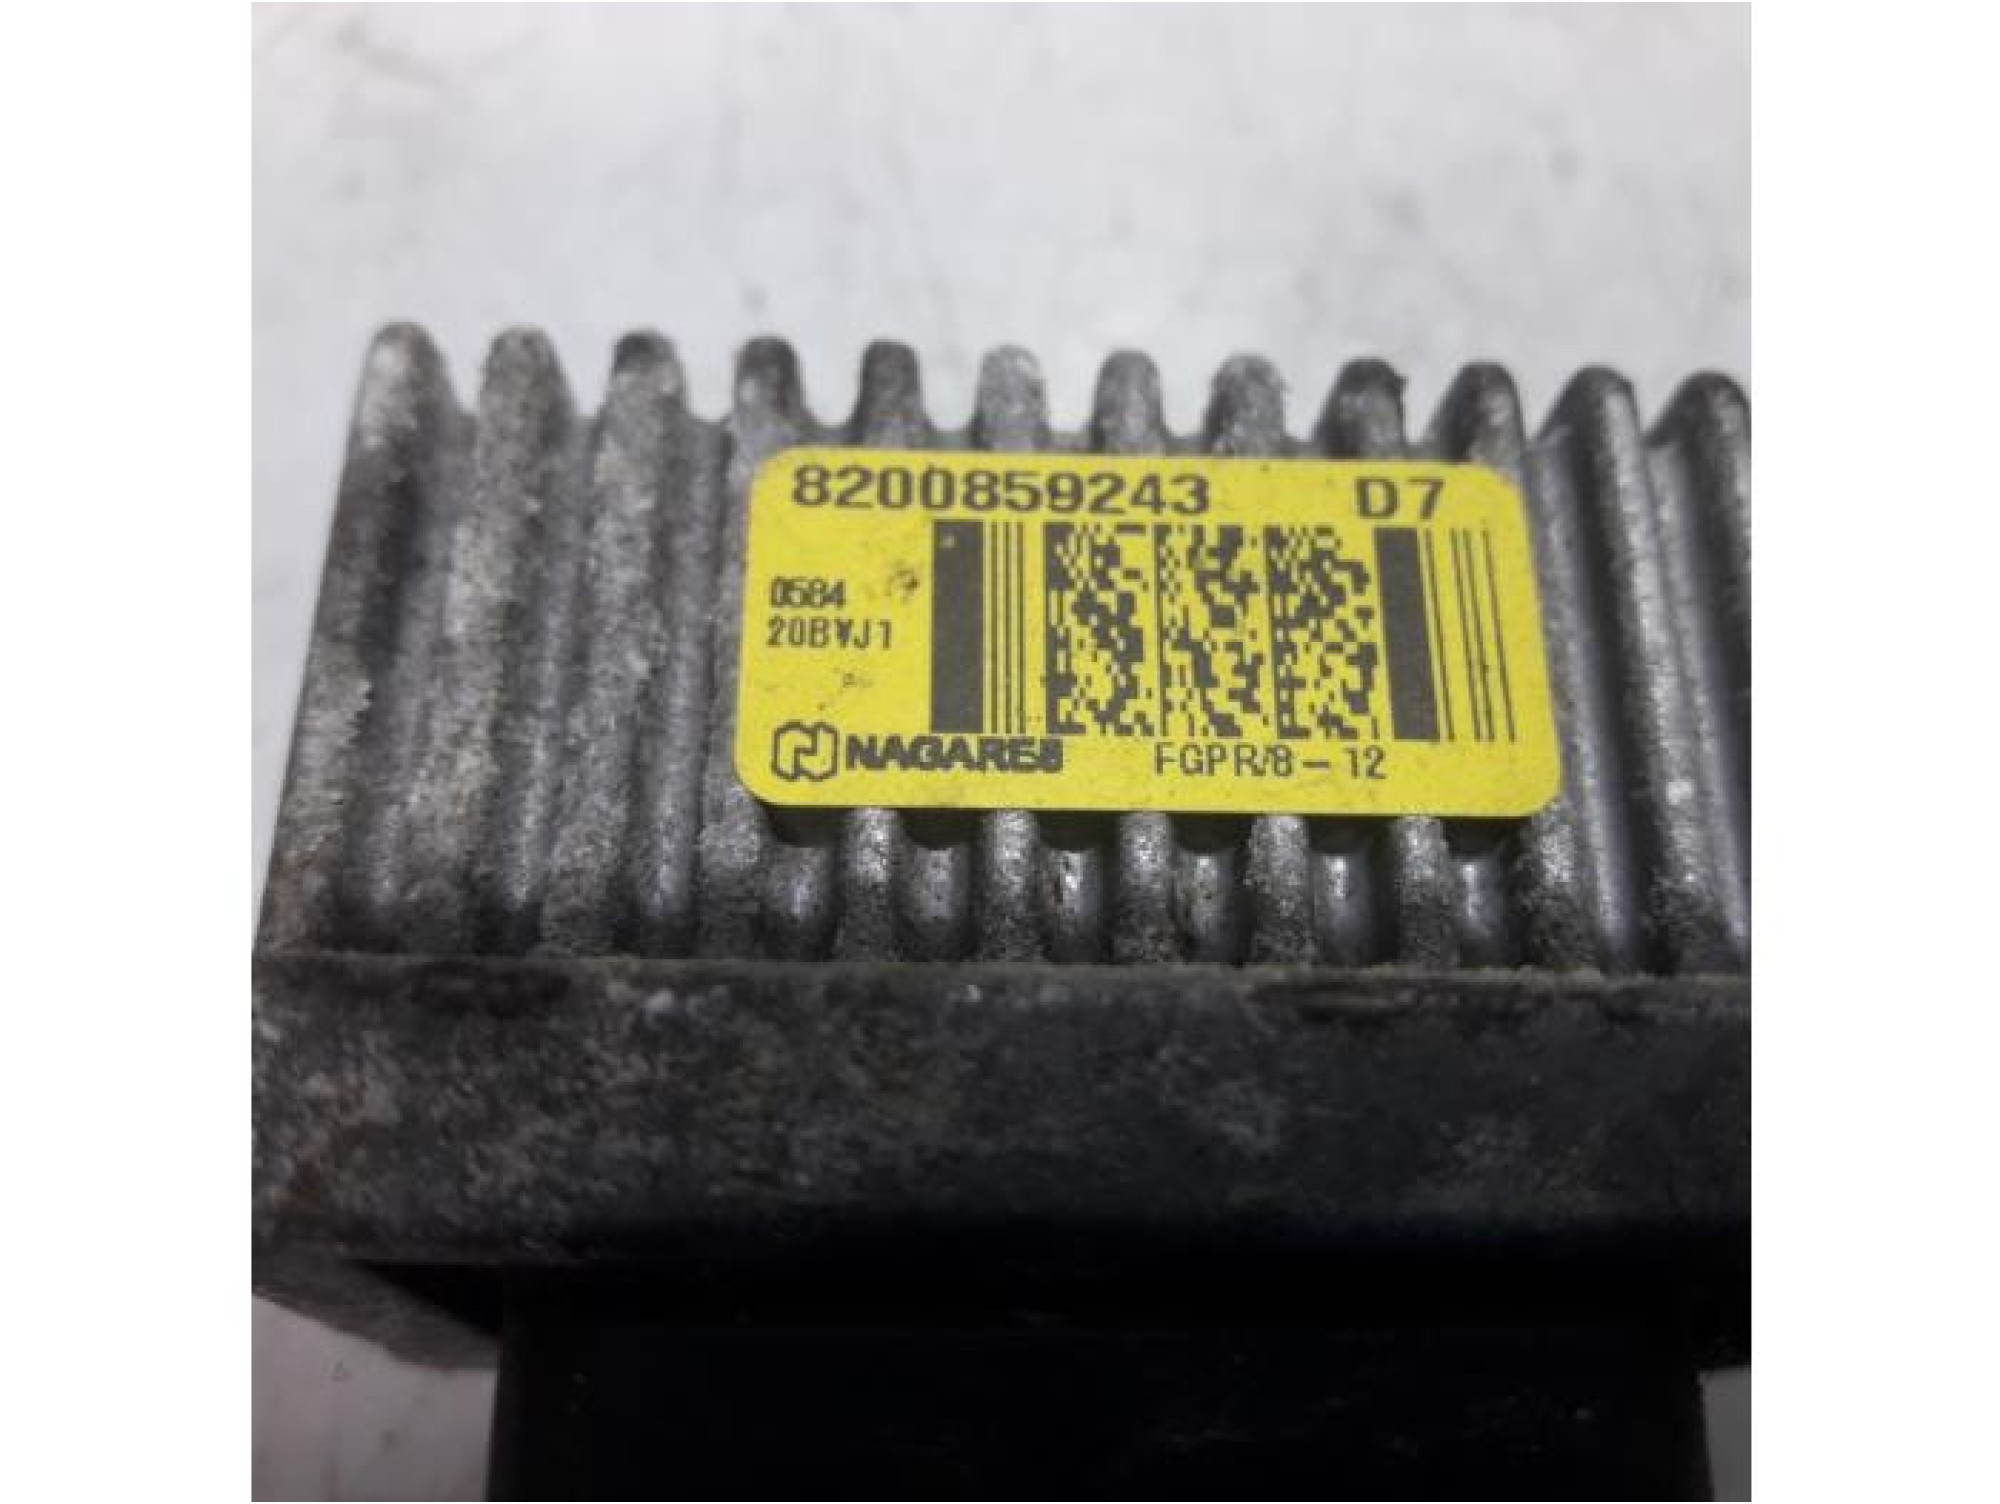 8200859243 D7
0584
20BVJ1
NAGARES FGPR/8-12